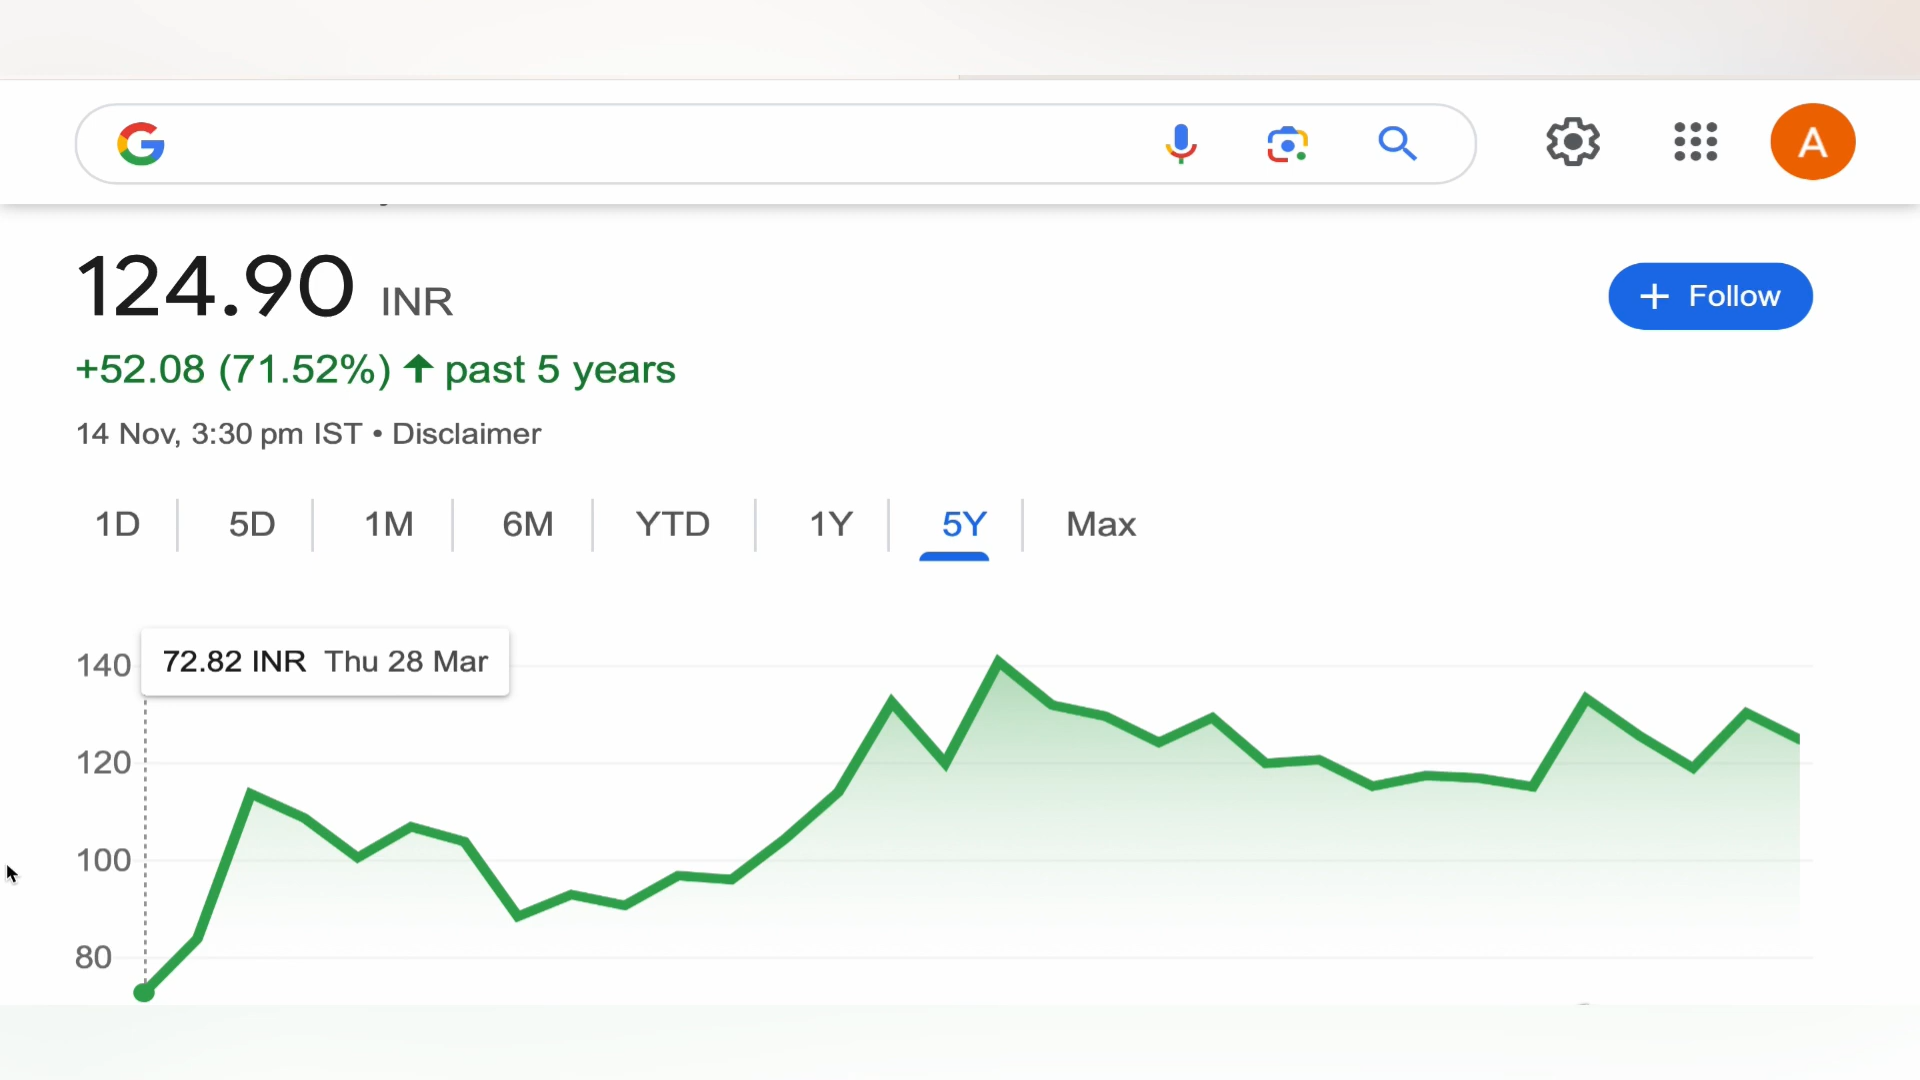 A
124.90 INR
+ Follow
+52.08 (71.52%) ↑ past 5 years
14 Nov, 3:30 pm IST • Disclaimer
1D 5D 1M 6M YTD 1Y 5Y Max
72.82 INR Thu 28 Mar
140
120
100
80